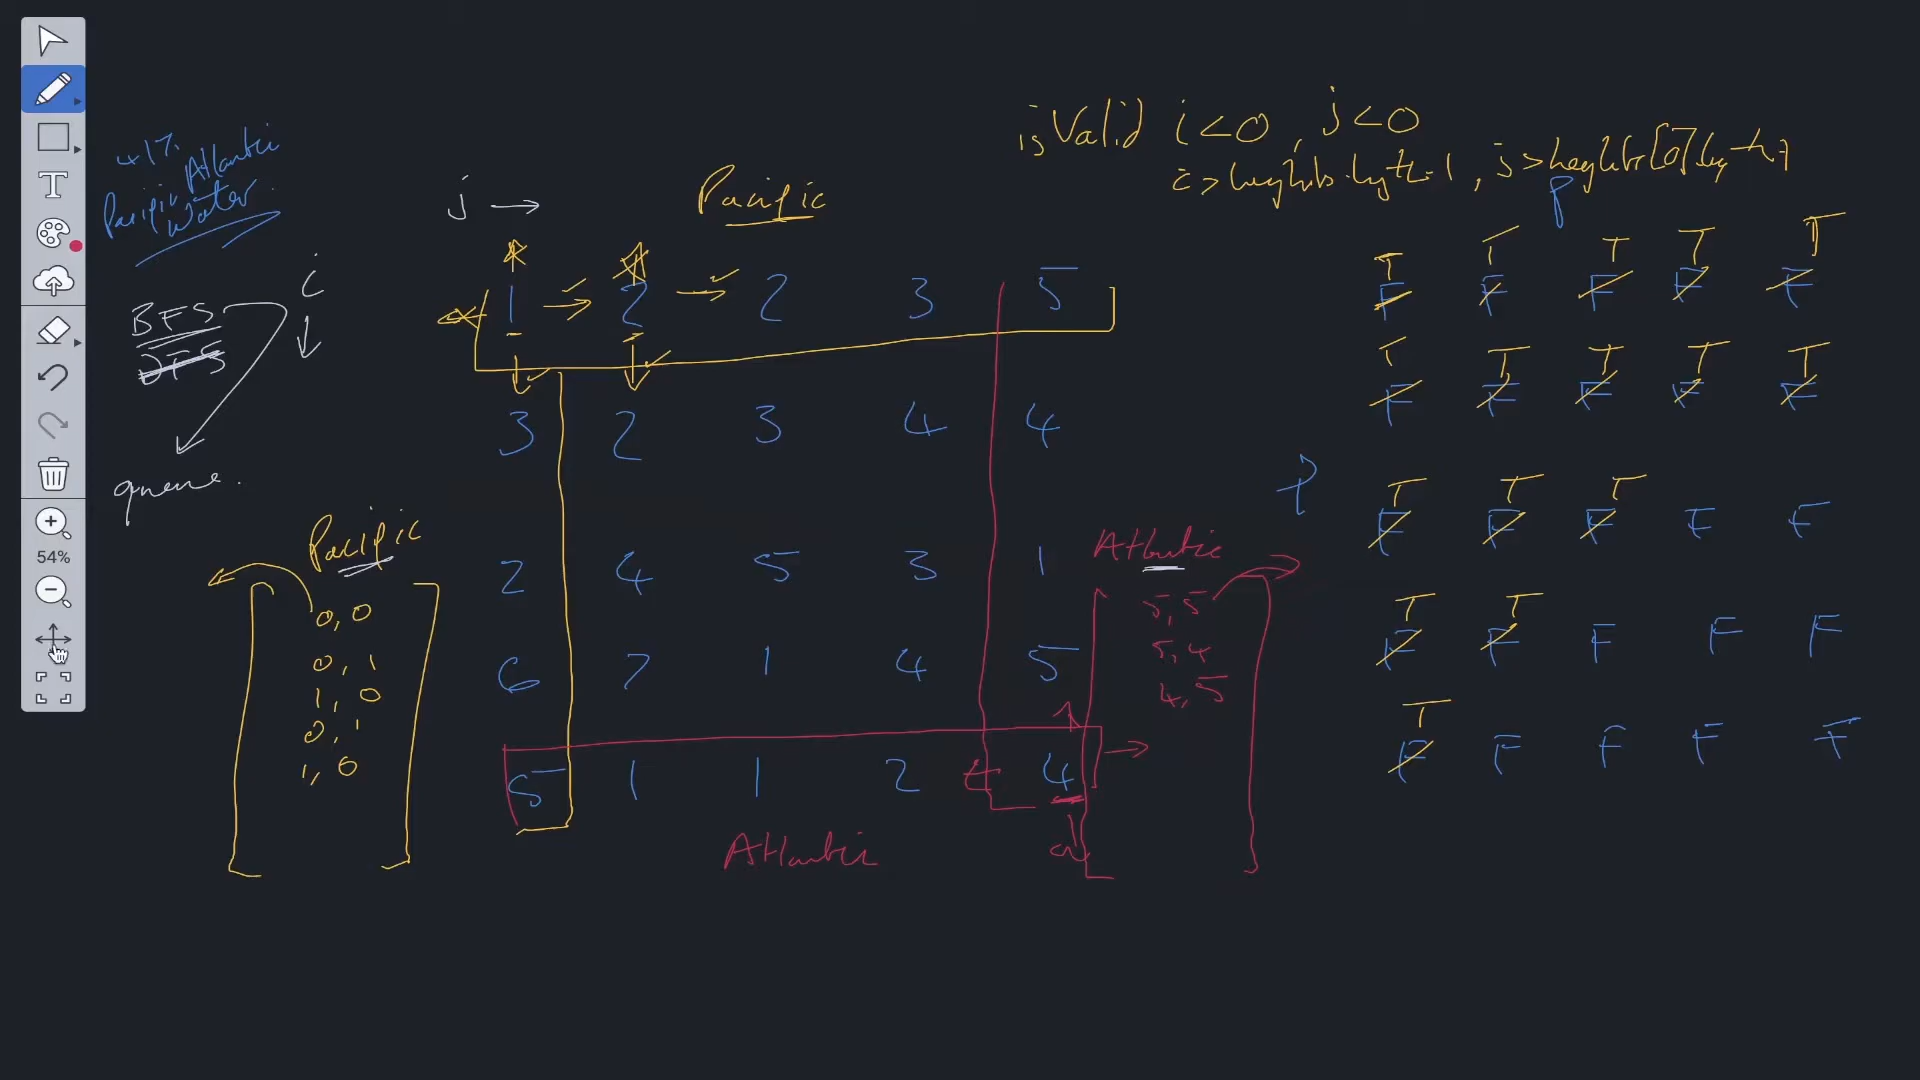 isValid i<0, j<0
i>heights.length-1, j>heights[0].length-1
417.
Pacific Atlantic
Water
j →
Pacific
P
i
1 2 2 3 5
3 2 3 4 4
2 4 5 3 1
6 7 1 4 5
5 1 1 2 4
Atlantic
BFS
DFS
queue.
54%
Pacific
0,0
0,1
1,0
0,1
1,0
Atlantic
5,5
5,4
4,5
T T T T T
F F F F F
T T T T T
F F F F F
T T T
F F F F F
T T
F F F F F
T
F F F F F
T